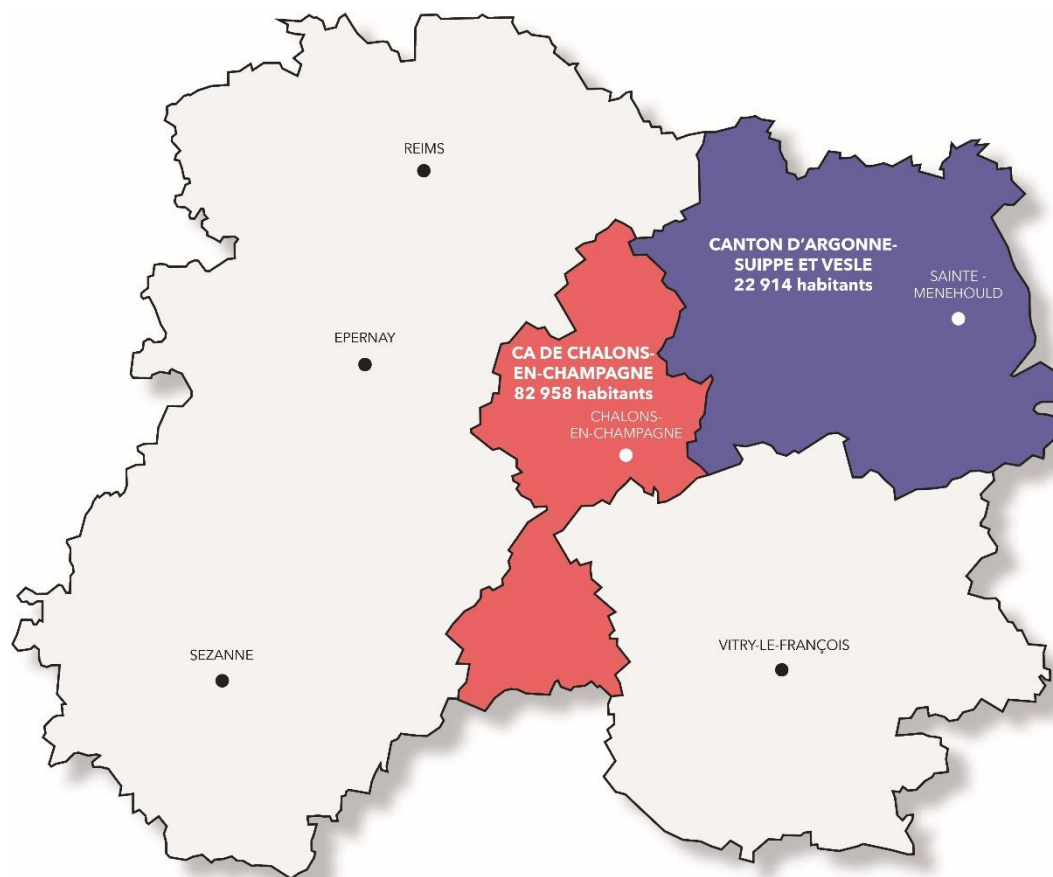 REIMS
CANTON D'ARGONNE-
SUIPPE ET VESLE
22 914 habitants
SAINTE -
MENEHOULD
EPERNAY
CA DE CHALONS-
EN-CHAMPAGNE
82 958 habitants
CHALONS-
EN-CHAMPAGNE
SEZANNE
VITRY-LE-FRANÇOIS